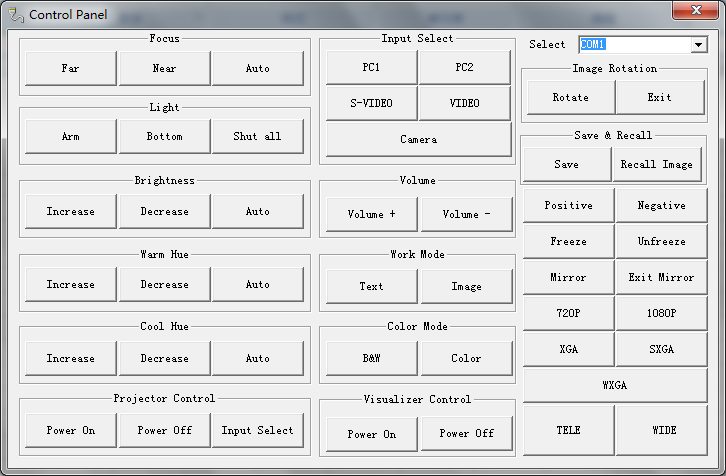 Control Panel
Focus
Far Near Auto
Light
Arm Bottom Shut all
Brightness
Increase Decrease Auto
Warm Hue
Increase Decrease Auto
Cool Hue
Increase Decrease Auto
Projector Control
Power On Power Off Input Select
Input Select
PC1 PC2
S-VIDEO VIDEO
Camera
Volume
Volume + Volume -
Work Mode
Text Image
Color Mode
B&W Color
Visualizer Control
Power On Power Off
Select COM1
Image Rotation
Rotate Exit
Save & Recall
Save Recall Image
Positive Negative
Freeze Unfreeze
Mirror Exit Mirror
720P 1080P
XGA SXGA
WXGA
TELE WIDE